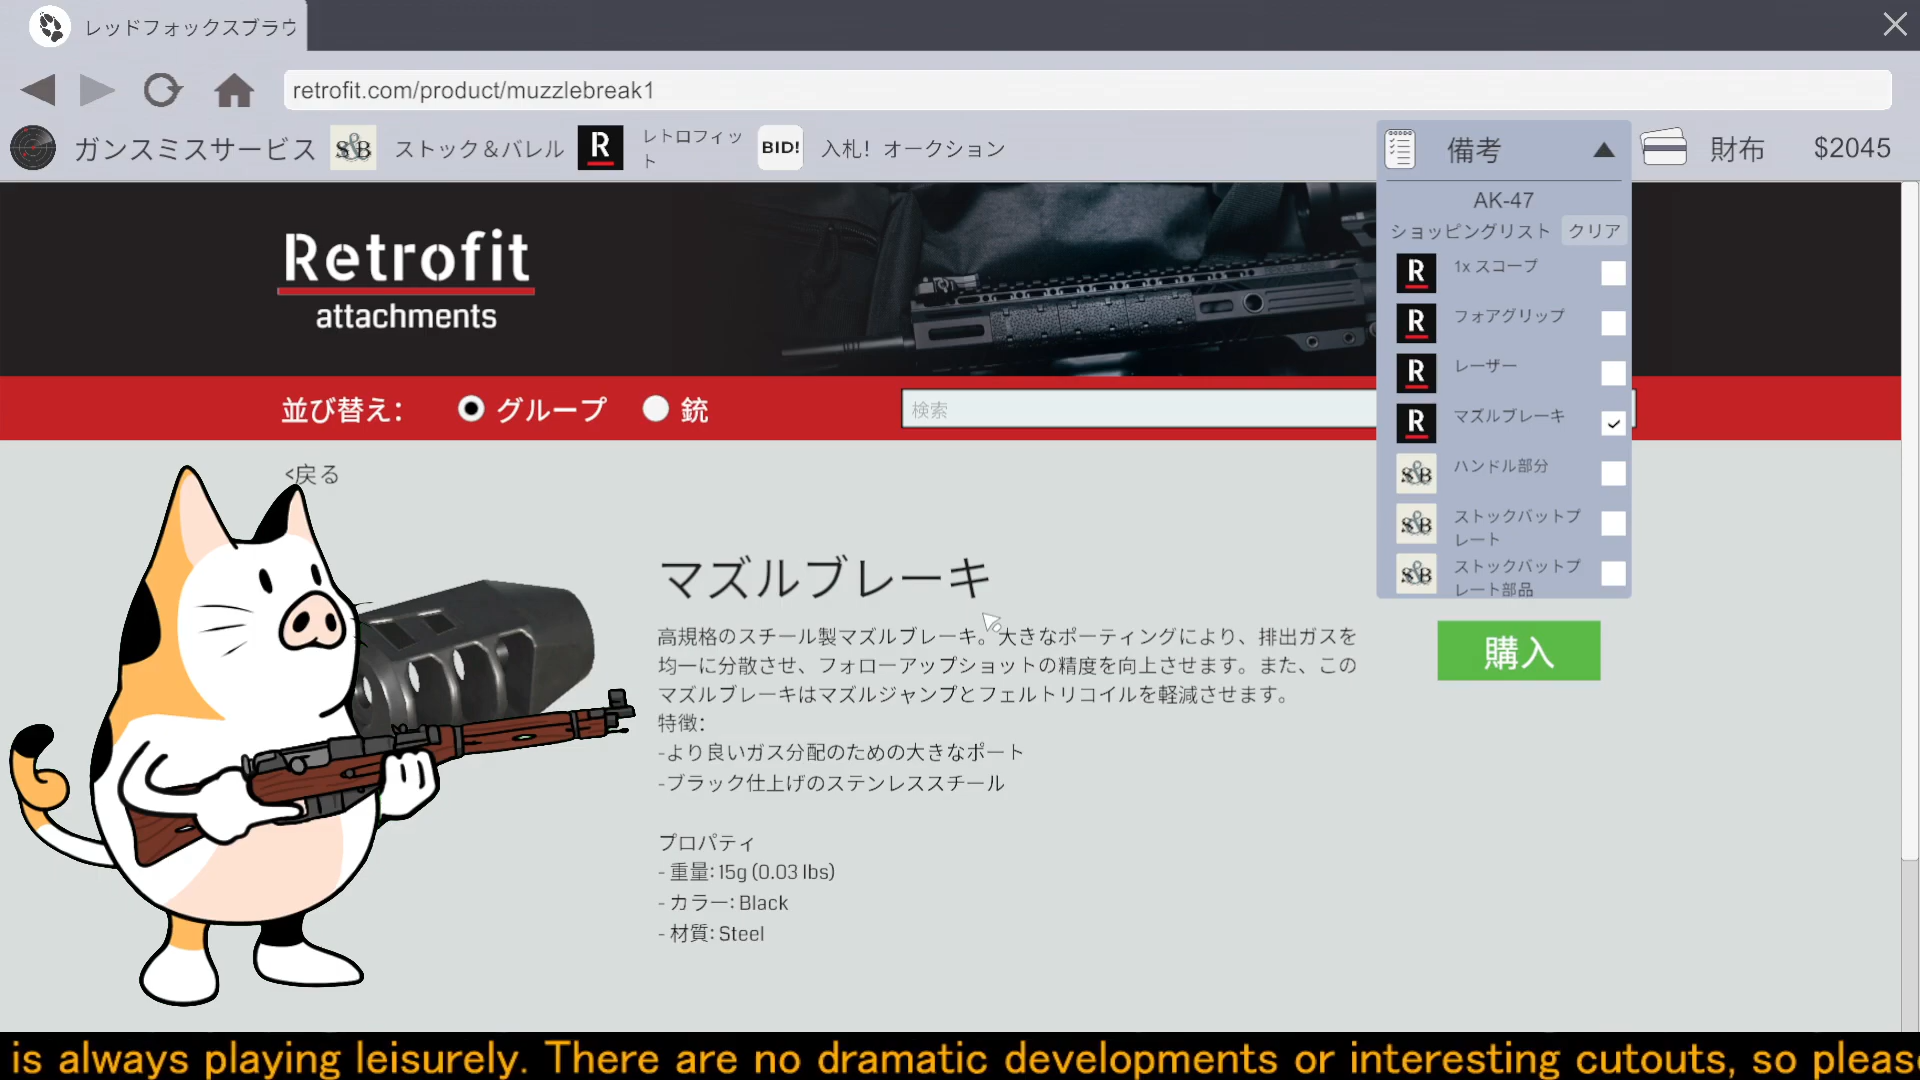 レッドフォックスブラウ
retrofit.com/product/muzzlebreak1
ガンスミスサービス
S&B
ストック&バレル
R
レトロフィッ
ト
BID!
入札! オークション
備考
財布
$2045
AK-47
ショッピングリスト
クリア
R
1x スコープ
R
フォアグリップ
R
レーザー
R
マズルブレーキ
S&B
ハンドル部分
S&B
ストックバットプ
レート
S&B
ストックバットプ
レート部品
Retrofit
attachments
並び替え:
グループ
銃
検索
<戻る
マズルブレーキ
高規格のスチール製マズルブレーキ。大きなポーティングにより、排出ガスを
均一に分散させ、フォローアップショットの精度を向上させます。また、この
マズルブレーキはマズルジャンプとフェルトリコイルを軽減させます。
特徴:
-より良いガス分配のための大きなポート
-ブラック仕上げのステンレススチール
プロパティ
- 重量: 15g (0.03 lbs)
- カラー: Black
- 材質: Steel
購入
is always playing leisurely. There are no dramatic developments or interesting cutouts, so please